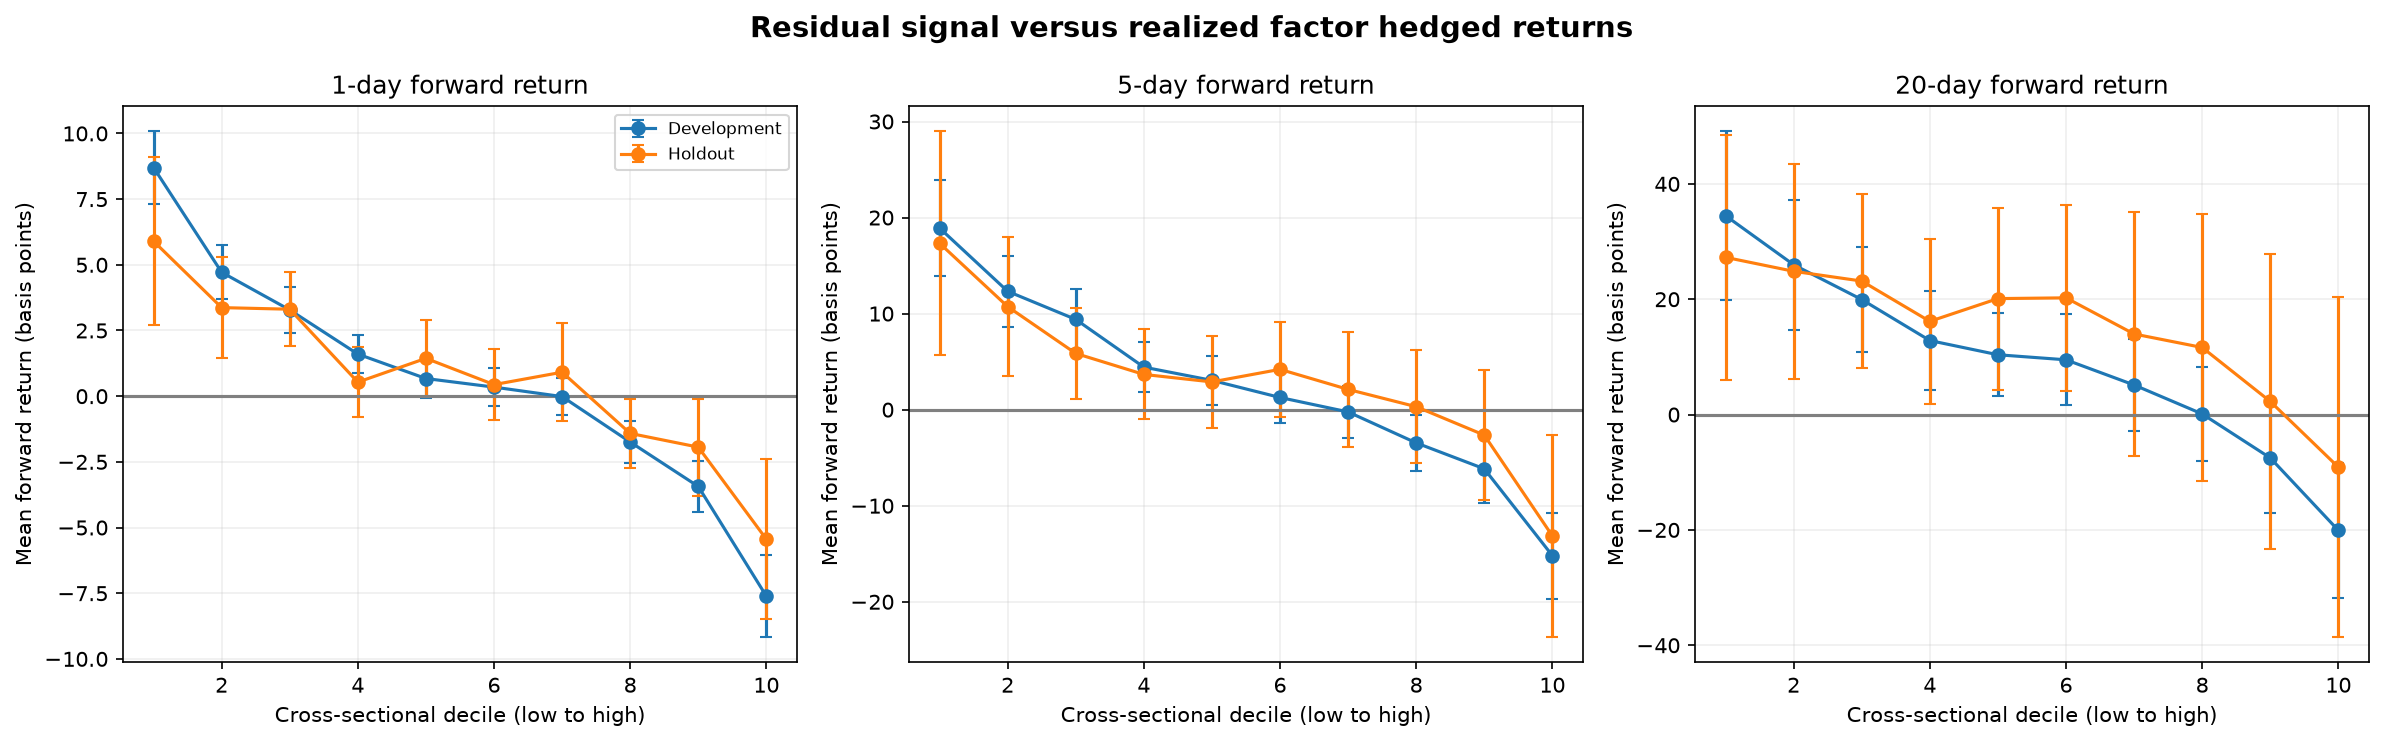 Residual signal versus realized factor hedged returns
1-day forward return
Mean forward return (basis points)
10.0
7.5
5.0
2.5
0.0
−2.5
−5.0
−7.5
−10.0
Development
Holdout
2 4 6 8 10
Cross-sectional decile (low to high)
5-day forward return
Mean forward return (basis points)
30
20
10
0
−10
−20
2 4 6 8 10
Cross-sectional decile (low to high)
20-day forward return
Mean forward return (basis points)
40
20
0
−20
−40
2 4 6 8 10
Cross-sectional decile (low to high)